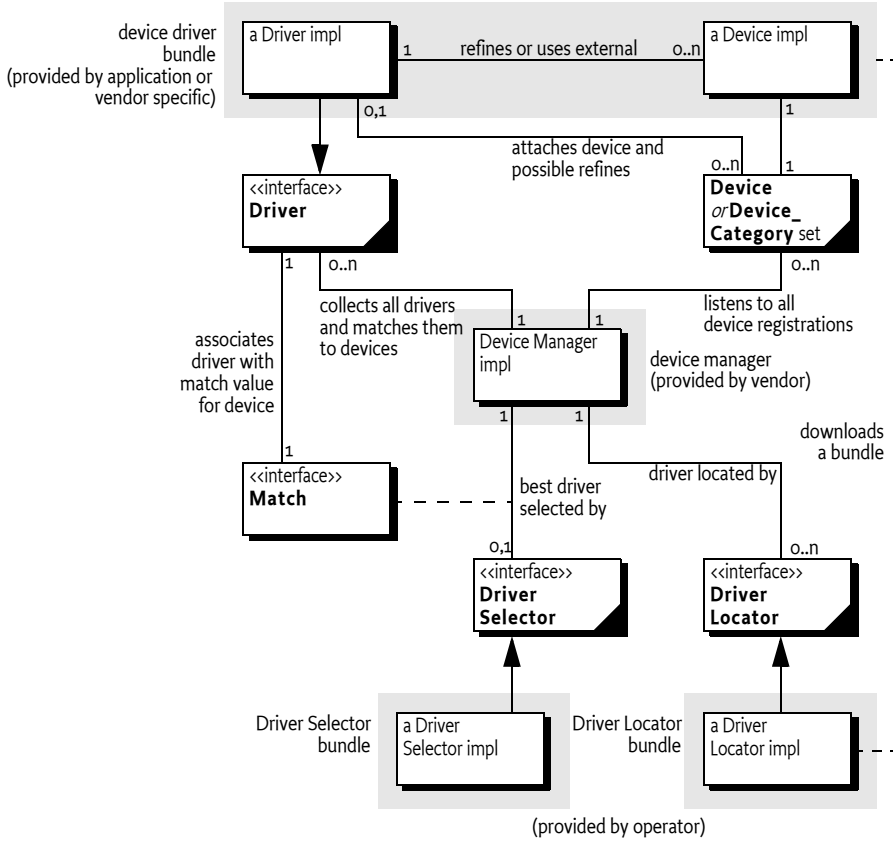 device driver
bundle
(provided by application or
vendor specific)
a Driver impl
1
refines or uses external
0..n
a Device impl
0,1
1
attaches device and
possible refines
0..n
1
<<interface>>
Driver
Device
orDevice_
Category set
1
0..n
0..n
collects all drivers
and matches them
to devices
listens to all
device registrations
1
1
associates
driver with
match value
for device
Device Manager
impl
device manager
(provided by vendor)
1
1
downloads
a bundle
1
<<interface>>
Match
best driver
selected by
driver located by
0,1
0..n
<<interface>>
Driver
Selector
<<interface>>
Driver
Locator
Driver Selector
bundle
a Driver
Selector impl
Driver Locator
bundle
a Driver
Locator impl
(provided by operator)